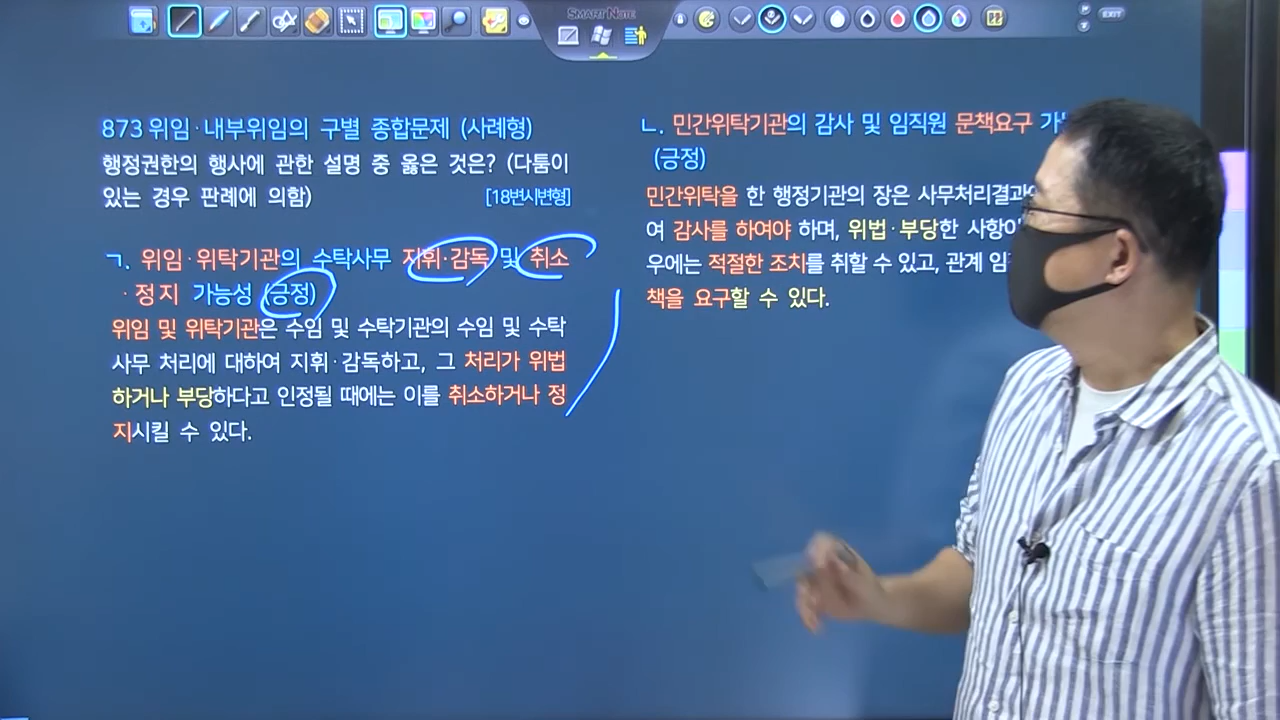 SMART NOTE
EXIT
873 위임·내부위임의 구별 종합문제 (사례형)
행정권한의 행사에 관한 설명 중 옳은 것은? (다툼이
있는 경우 판례에 의함)
[18변시변형]
ㄱ. 위임·위탁기관의 수탁사무 지휘·감독 및 취소
·정지 가능성 (긍정)
위임 및 위탁기관은 수임 및 수탁기관의 수임 및 수탁
사무 처리에 대하여 지휘·감독하고, 그 처리가 위법
하거나 부당하다고 인정될 때에는 이를 취소하거나 정
지시킬 수 있다.
ㄴ. 민간위탁기관의 감사 및 임직원 문책요구
(긍정)
민간위탁을 한 행정기관의 장은 사무처리결과
여 감사를 하여야 하며, 위법·부당한 사항이
우에는 적절한 조치를 취할 수 있고, 관계
책을 요구할 수 있다.